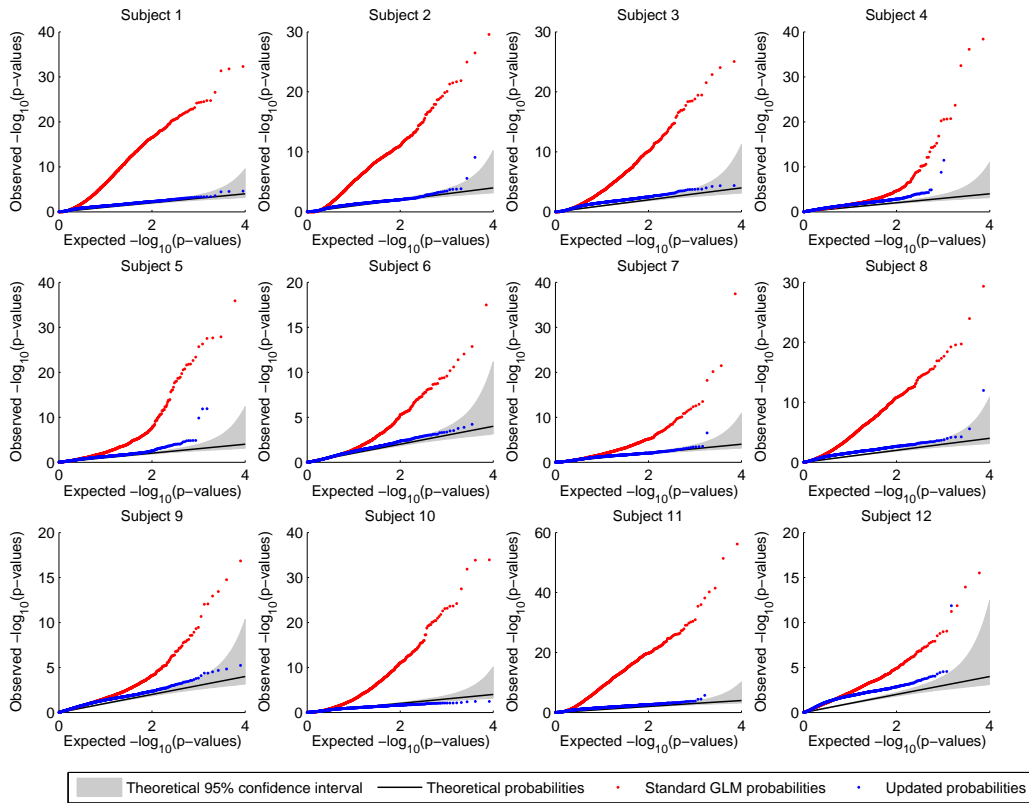 Subject 1
Subject 2
Subject 3
Subject 4
40
30
20
10
0
Observed −log10(p−values)
0
2
4
Expected −log10(p−values)
30
20
10
0
Observed −log10(p−values)
0
2
4
Expected −log10(p−values)
30
20
10
0
Observed −log10(p−values)
0
2
4
Expected −log10(p−values)
40
30
20
10
0
Observed −log10(p−values)
0
2
4
Expected −log10(p−values)
Subject 5
Subject 6
Subject 7
Subject 8
40
30
20
10
0
Observed −log10(p−values)
0
2
4
Expected −log10(p−values)
20
15
10
5
0
Observed −log10(p−values)
0
2
4
Expected −log10(p−values)
40
30
20
10
0
Observed −log10(p−values)
0
2
4
Expected −log10(p−values)
30
20
10
0
Observed −log10(p−values)
0
2
4
Expected −log10(p−values)
Subject 9
Subject 10
Subject 11
Subject 12
20
15
10
5
0
Observed −log10(p−values)
0
2
4
Expected −log10(p−values)
40
30
20
10
0
Observed −log10(p−values)
0
2
4
Expected −log10(p−values)
60
40
20
0
Observed −log10(p−values)
0
2
4
Expected −log10(p−values)
20
15
10
5
0
Observed −log10(p−values)
0
2
4
Expected −log10(p−values)
Theoretical 95% confidence interval
Theoretical probabilities
Standard GLM probabilities
Updated probabilities